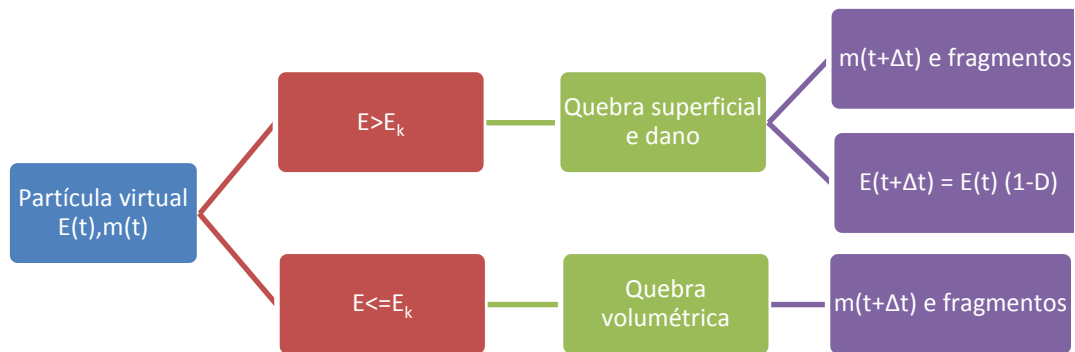 Partícula virtual
E(t),m(t)
E>Eₖ
Quebra superficial
e dano
m(t+Δt) e fragmentos
E(t+Δt) = E(t) (1-D)
E<=Eₖ
Quebra
volumétrica
m(t+Δt) e fragmentos